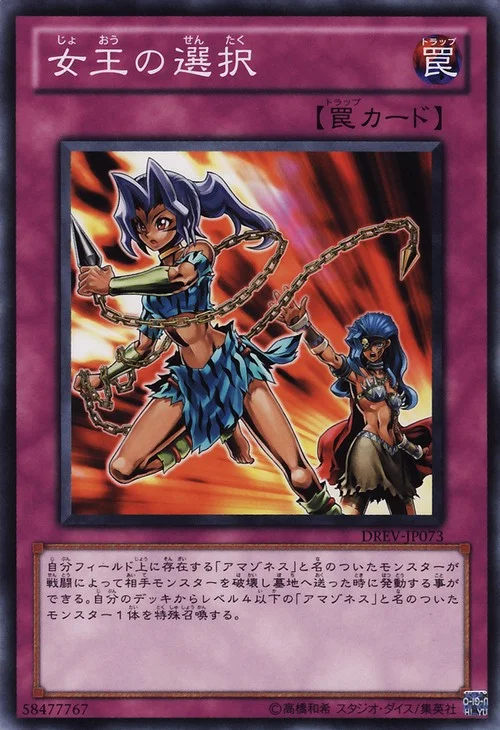 女王の選択
罠
【罠カード】
DREV-JP073
自分フィールド上に存在する「アマゾネス」と名のついたモンスターが
戦闘によって相手モンスターを破壊し墓地へ送った時に発動する事が
できる。自分のデッキからレベル4以下の「アマゾネス」と名のついた
モンスター1体を特殊召喚する。
58477767
©高橋和希 スタジオ・ダイス/集英社